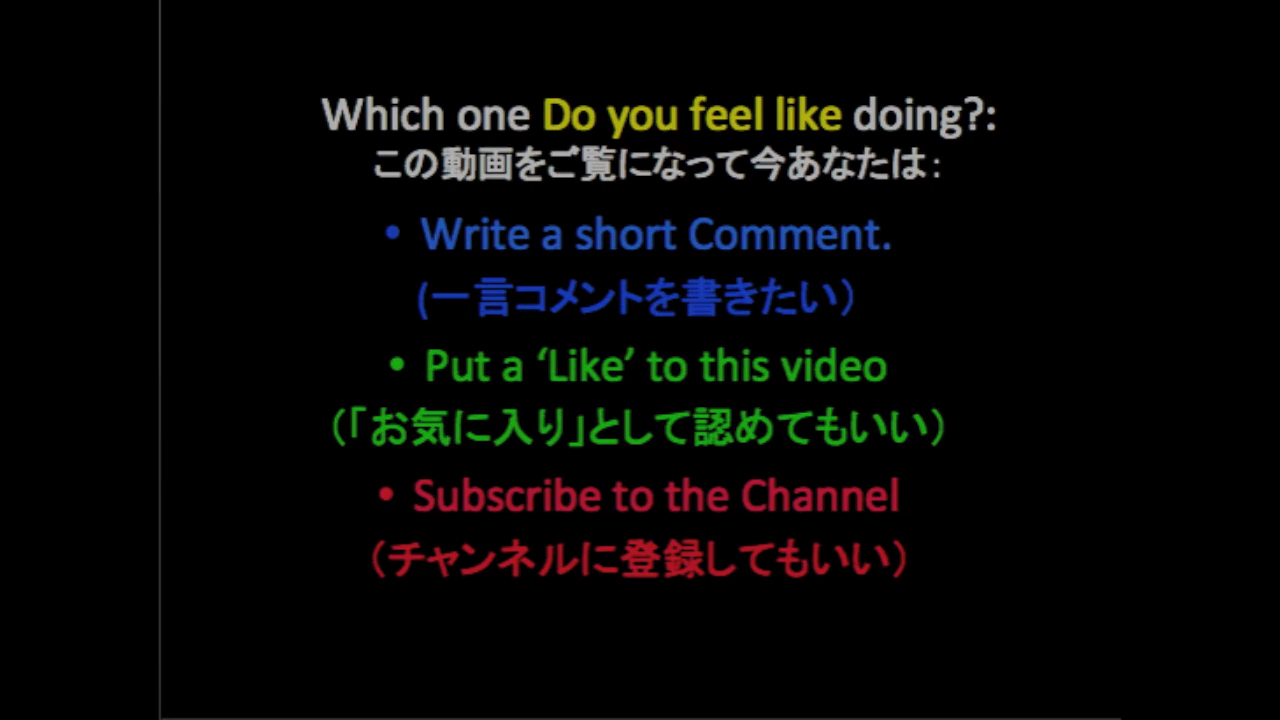 Which one Do you feel like doing?:
この動画をご覧になって今あなたは：
• Write a short Comment.
(一言コメントを書きたい）
• Put a ‘Like’ to this video
（「お気に入り」として認めてもいい）
• Subscribe to the Channel
（チャンネルに登録してもいい）